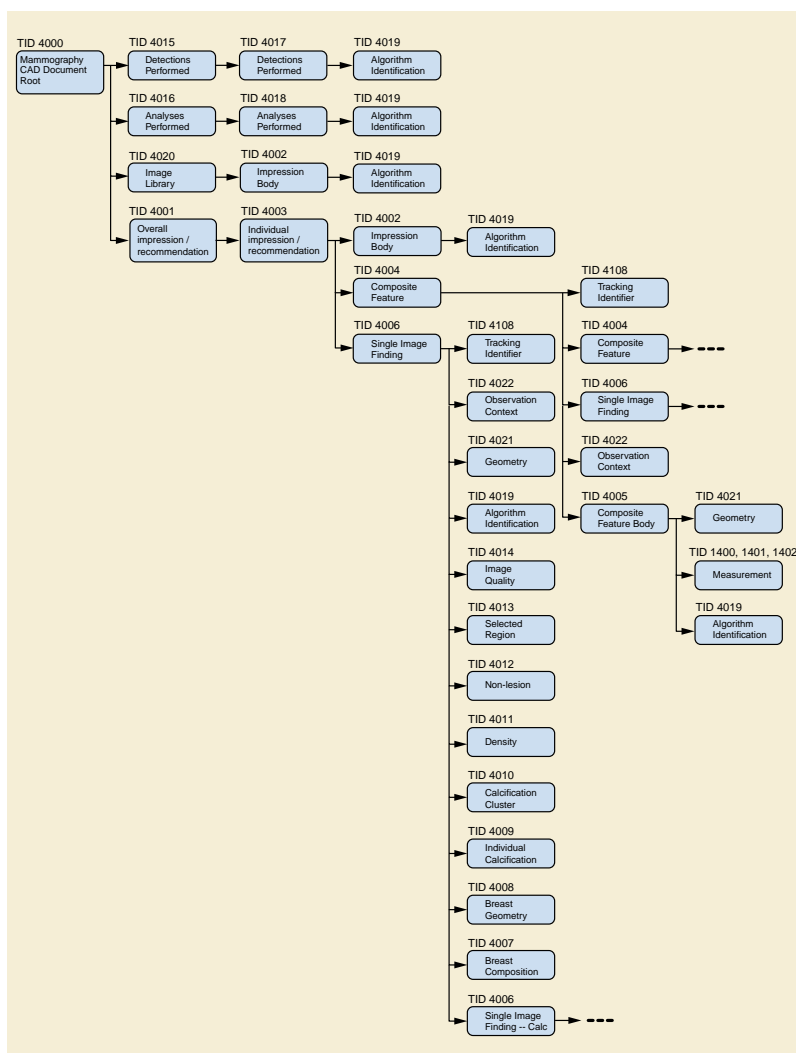 TID 4000
Mammography
CAD Document
Root
TID 4015
Detections
Performed
TID 4017
Detections
Performed
TID 4019
Algorithm
Identification
TID 4016
Analyses
Performed
TID 4018
Analyses
Performed
TID 4019
Algorithm
Identification
TID 4020
Image
Library
TID 4002
Impression
Body
TID 4019
Algorithm
Identification
TID 4001
Overall
impression /
recommendation
TID 4003
Individual
impression /
recommendation
TID 4002
Impression
Body
TID 4019
Algorithm
Identification
TID 4004
Composite
Feature
TID 4108
Tracking
Identifier
TID 4006
Single Image
Finding
TID 4108
Tracking
Identifier
TID 4004
Composite
Feature
TID 4022
Observation
Context
TID 4006
Single Image
Finding
TID 4021
Geometry
TID 4022
Observation
Context
TID 4019
Algorithm
Identification
TID 4005
Composite
Feature Body
TID 4021
Geometry
TID 4014
Image
Quality
TID 1400, 1401, 1402
Measurement
TID 4013
Selected
Region
TID 4019
Algorithm
Identification
TID 4012
Non-lesion
TID 4011
Density
TID 4010
Calcification
Cluster
TID 4009
Individual
Calcification
TID 4008
Breast
Geometry
TID 4007
Breast
Composition
TID 4006
Single Image
Finding -- Calc